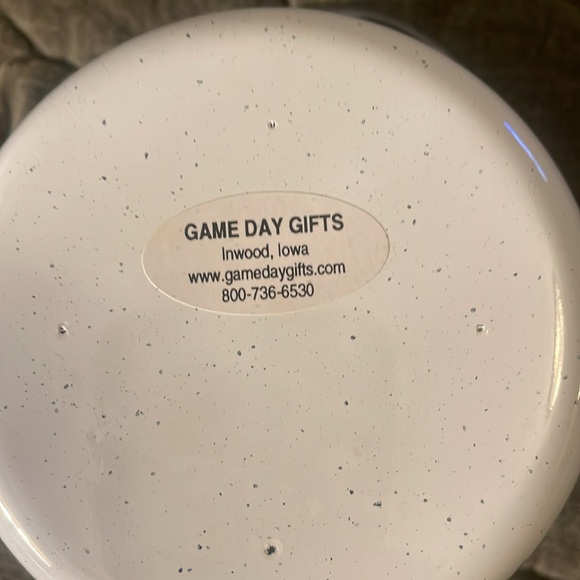 GAME DAY GIFTS
Inwood, Iowa
www.gamedaygifts.com
800-736-6530